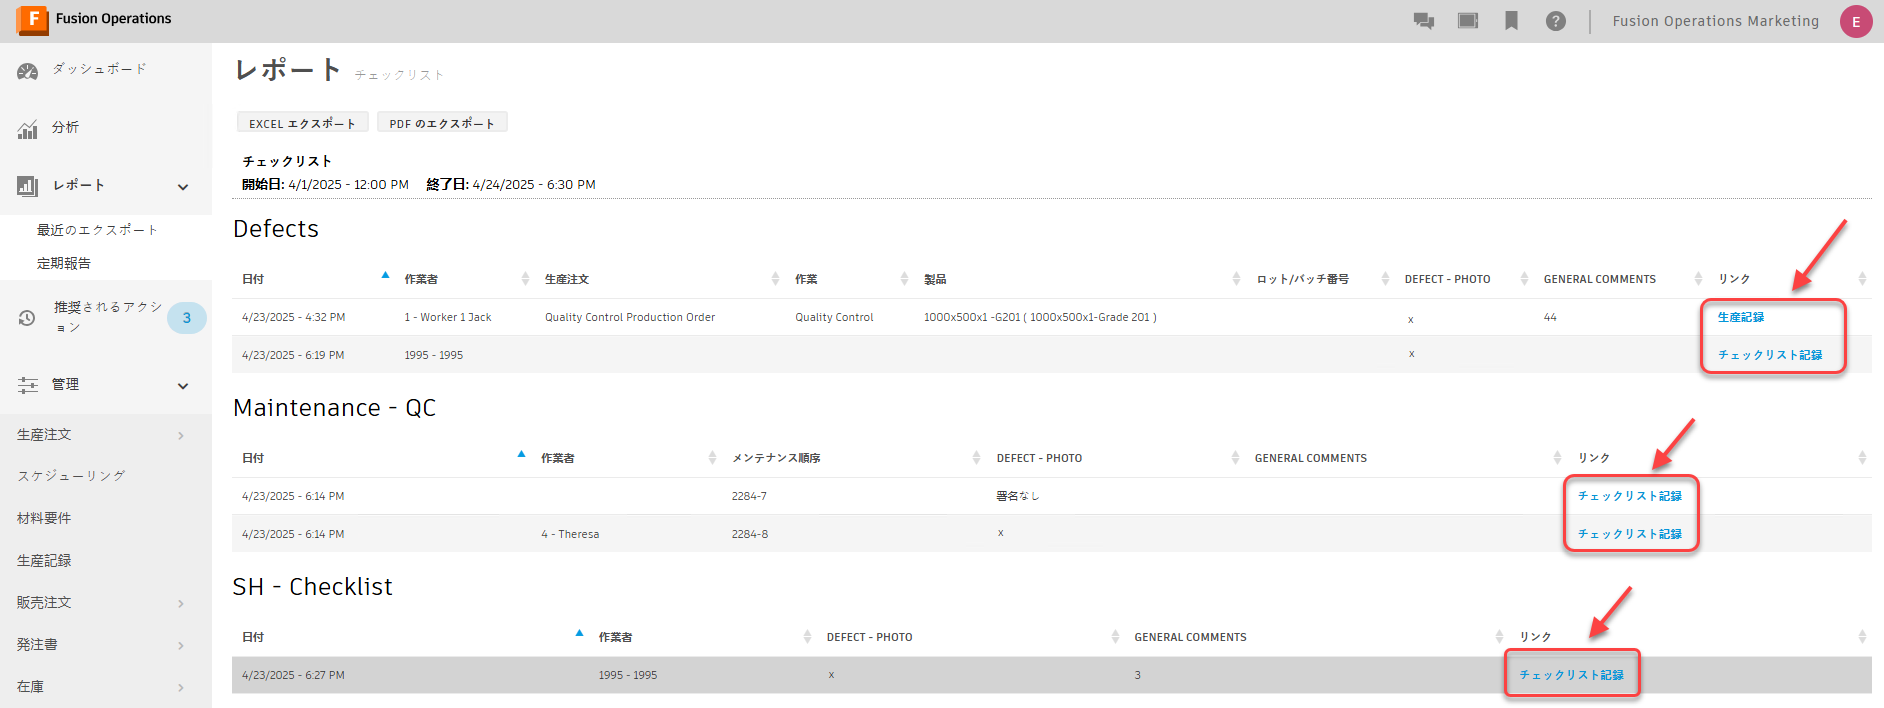 Fusion Operations
Fusion Operations Marketing
E
ダッシュボード
分析
レポート
最近のエクスポート
定期報告
推奨されるアクシ
ョン
3
管理
生産注文
スケジューリング
材料要件
生産記録
販売注文
発注書
在庫
レポート チェックリスト
EXCEL エクスポート PDF のエクスポート
チェックリスト
開始日: 4/1/2025 - 12:00 PM 終了日: 4/24/2025 - 6:30 PM
Defects
日付 作業者 生産注文 作業 製品 ロット/バッチ番号 DEFECT - PHOTO GENERAL COMMENTS リンク
4/23/2025 - 4:32 PM 1 - Worker 1 Jack Quality Control Production Order Quality Control 1000x500x1 -G201 ( 1000x500x1-Grade 201 ) x 44 生産記録
4/23/2025 - 6:19 PM 1995 - 1995 x チェックリスト記録
Maintenance - QC
日付 作業者 メンテナンス順序 DEFECT - PHOTO GENERAL COMMENTS リンク
4/23/2025 - 6:14 PM 2284-7 署名なし チェックリスト記録
4/23/2025 - 6:14 PM 4 - Theresa 2284-8 x チェックリスト記録
SH - Checklist
日付 作業者 DEFECT - PHOTO GENERAL COMMENTS リンク
4/23/2025 - 6:27 PM 1995 - 1995 x 3 チェックリスト記録